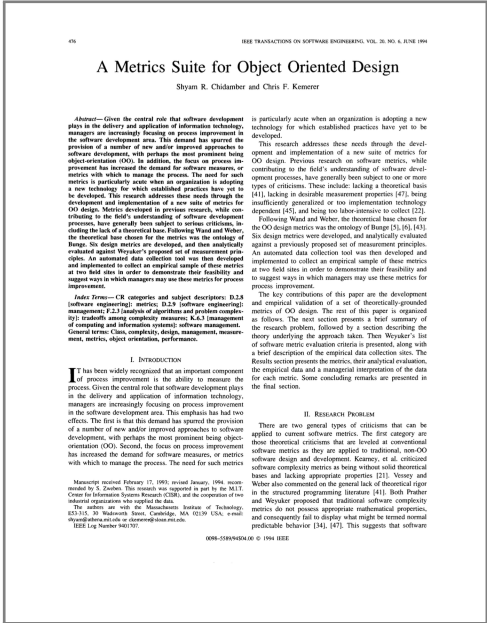 476
IEEE TRANSACTIONS ON SOFTWARE ENGINEERING, VOL. 20, NO. 6, JUNE 1994
A Metrics Suite for Object Oriented Design
Shyam R. Chidamber and Chris F. Kemerer
Abstract—Given the central role that software development
plays in the delivery and application of information technology,
managers are increasingly focusing on process improvement in
the software development area. This demand has spurred the
provision of a number of new and/or improved approaches to
software development, with perhaps the most prominent being
object-orientation (OO). In addition, the focus on process im-
provement has increased the demand for software measures, or
metrics with which to manage the process. The need for such
metrics is particularly acute when an organization is adopting
a new technology for which established practices have yet to
be developed. This research addresses these needs through the
development and implementation of a new suite of metrics for
OO design. Metrics developed in previous research, while con-
tributing to the field's understanding of software development
processes, have generally been subject to serious criticisms, in-
cluding the lack of a theoretical base. Following Wand and Weber,
the theoretical base chosen for the metrics was the ontology of
Bunge. Six design metrics are developed, and then analytically
evaluated against Weyuker's proposed set of measurement prin-
ciples. An automated data collection tool was then developed
and implemented to collect an empirical sample of these metrics
at two field sites in order to demonstrate their feasibility and
suggest ways in which managers may use these metrics for process
improvement.
Index Terms— CR categories and subject descriptors: D.2.8
[software engineering]: metrics; D.2.9 [software engineering]:
management; F.2.3 [analysis of algorithms and problem complex-
ity]: tradeoffs among complexity measures; K.6.3 [management
of computing and information systems]: software management.
General terms: Class, complexity, design, management, measure-
ment, metrics, object orientation, performance.
I. INTRODUCTION
IT has been widely recognized that an important component
of process improvement is the ability to measure the
process. Given the central role that software development plays
in the delivery and application of information technology,
managers are increasingly focusing on process improvement
in the software development area. This emphasis has had two
effects. The first is that this demand has spurred the provision
of a number of new and/or improved approaches to software
development, with perhaps the most prominent being object-
orientation (OO). Second, the focus on process improvement
has increased the demand for software measures, or metrics
with which to manage the process. The need for such metrics
Manuscript received February 17, 1993; revised January, 1994. recom-
mended by S. Zweben. This research was supported in part by the M.I.T.
Center for Information Systems Research (CISR), and the cooperation of two
industrial organizations who supplied the data.
The authors are with the Massachusetts Institute of Technology,
E53-315, 30 Wadsworth Street, Cambridge, MA 02139 USA; e-mail:
shyam@athena.mit.edu or ckemerer@sloan.mit.edu.
IEEE Log Number 9401707.
is particularly acute when an organization is adopting a new
technology for which established practices have yet to be
developed.
This research addresses these needs through the devel-
opment and implementation of a new suite of metrics for
OO design. Previous research on software metrics, while
contributing to the field's understanding of software devel-
opment processes, have generally been subject to one or more
types of criticisms. These include: lacking a theoretical basis
[41], lacking in desirable measurement properties [47], being
insufficiently generalized or too implementation technology
dependent [45], and being too labor-intensive to collect [22].
Following Wand and Weber, the theoretical base chosen for
the OO design metrics was the ontology of Bunge [5], [6], [43].
Six design metrics were developed, and analytically evaluated
against a previously proposed set of measurement principles.
An automated data collection tool was then developed and
implemented to collect an empirical sample of these metrics
at two field sites in order to demonstrate their feasibility and
to suggest ways in which managers may use these metrics for
process improvement.
The key contributions of this paper are the development
and empirical validation of a set of theoretically-grounded
metrics of OO design. The rest of this paper is organized
as follows. The next section presents a brief summary of
the research problem, followed by a section describing the
theory underlying the approach taken. Then Weyuker's list
of software metric evaluation criteria is presented, along with
a brief description of the empirical data collection sites. The
Results section presents the metrics, their analytical evaluation,
the empirical data and a managerial interpretation of the data
for each metric. Some concluding remarks are presented in
the final section.
II. RESEARCH PROBLEM
There are two general types of criticisms that can be
applied to current software metrics. The first category are
those theoretical criticisms that are leveled at conventional
software metrics as they are applied to traditional, non-OO
software design and development. Kearney, et al. criticized
software complexity metrics as being without solid theoretical
bases and lacking appropriate properties [21]. Vessey and
Weber also commented on the general lack of theoretical rigor
in the structured programming literature [41]. Both Prather
and Weyuker proposed that traditional software complexity
metrics do not possess appropriate mathematical properties,
and consequently fail to display what might be termed normal
predictable behavior [34], [47]. This suggests that software
0098-5589/94$04.00 © 1994 IEEE